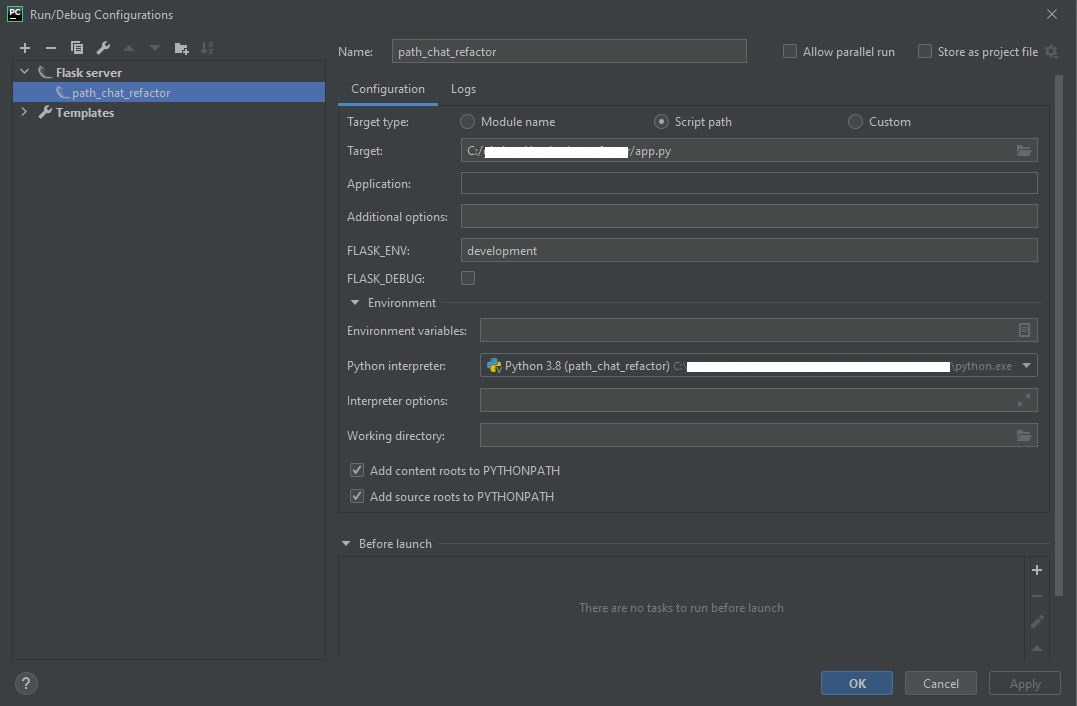 PC Run/Debug Configurations
Name: path_chat_refactor Allow parallel run Store as project file
Flask server
path_chat_refactor
Templates
Configuration Logs
Target type: Module name Script path Custom
Target: C:/ /app.py
Application:
Additional options:
FLASK_ENV: development
FLASK_DEBUG:
Environment
Environment variables:
Python interpreter: Python 3.8 (path_chat_refactor) C:\ \python.exe
Interpreter options:
Working directory:
Add content roots to PYTHONPATH
Add source roots to PYTHONPATH
Before launch
There are no tasks to run before launch
? OK Cancel Apply